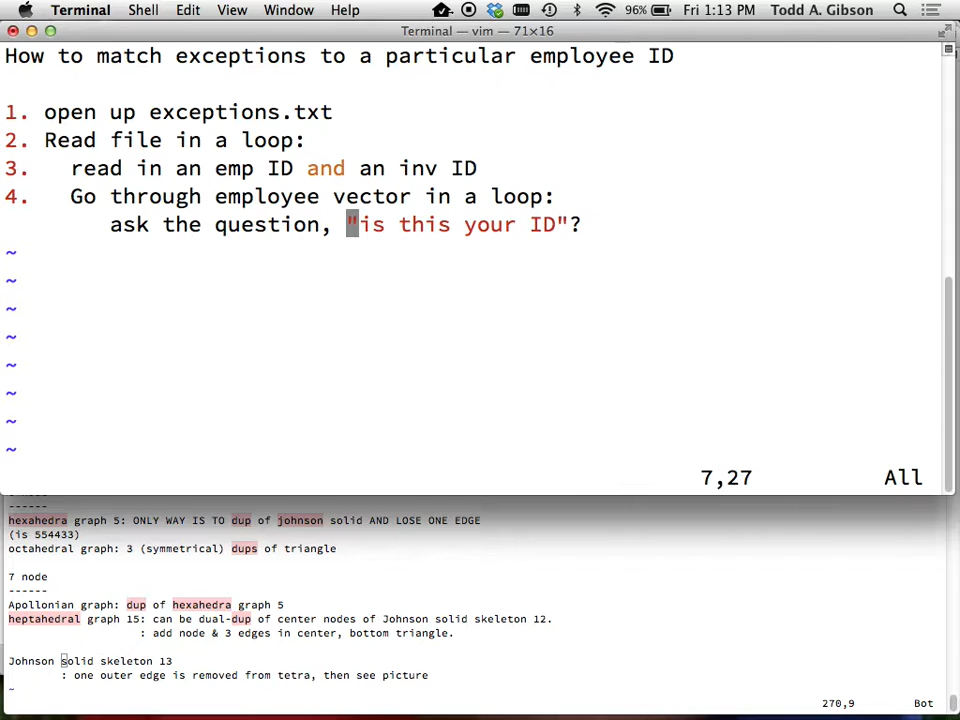 Terminal Shell Edit View Window Help 96% Fri 1:13 PM Todd A. Gibson
Terminal — vim — 71×16
How to match exceptions to a particular employee ID
1. open up exceptions.txt
2. Read file in a loop:
3. read in an emp ID and an inv ID
4. Go through employee vector in a loop:
ask the question, "is this your ID"?
~
~
~
~
~
~
~
~
7,27 All
------
hexahedra graph 5: ONLY WAY IS TO dup of johnson solid AND LOSE ONE EDGE
(is 554433)
octahedral graph: 3 (symmetrical) dups of triangle
7 node
------
Apollonian graph: dup of hexahedra graph 5
heptahedral graph 15: can be dual-dup of center nodes of Johnson solid skeleton 12.
: add node & 3 edges in center, bottom triangle.
Johnson solid skeleton 13
: one outer edge is removed from tetra, then see picture
~
270,9 Bot